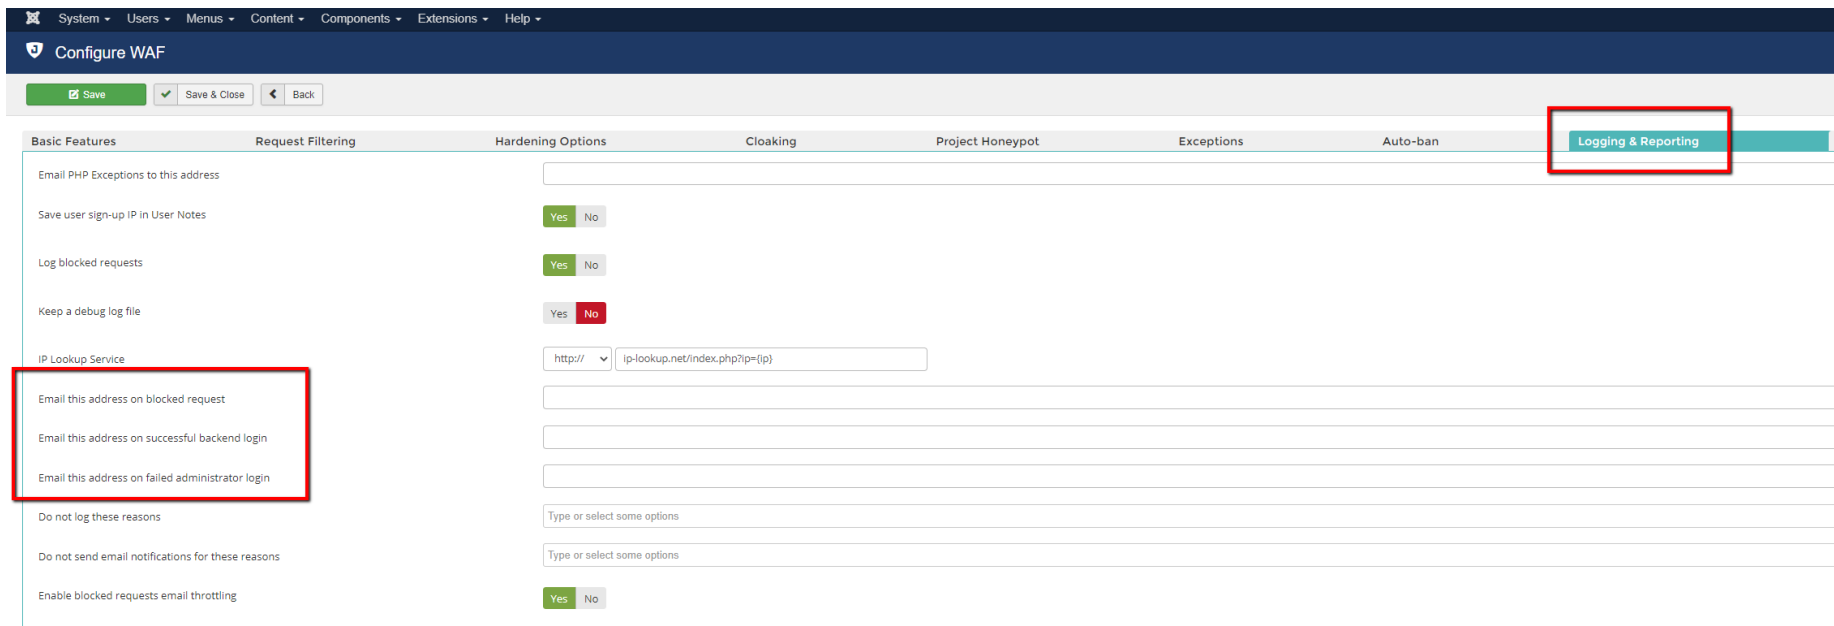 System Users Menus Content Components Extensions Help
Configure WAF
Save Save & Close Back
Basic Features Request Filtering Hardening Options Cloaking Project Honeypot Exceptions Auto-ban Logging & Reporting
Email PHP Exceptions to this address
Save user sign-up IP in User Notes Yes No
Log blocked requests Yes No
Keep a debug log file Yes No
IP Lookup Service http:// ip-lookup.net/index.php?ip={ip}
Email this address on blocked request
Email this address on successful backend login
Email this address on failed administrator login
Do not log these reasons Type or select some options
Do not send email notifications for these reasons Type or select some options
Enable blocked requests email throttling Yes No